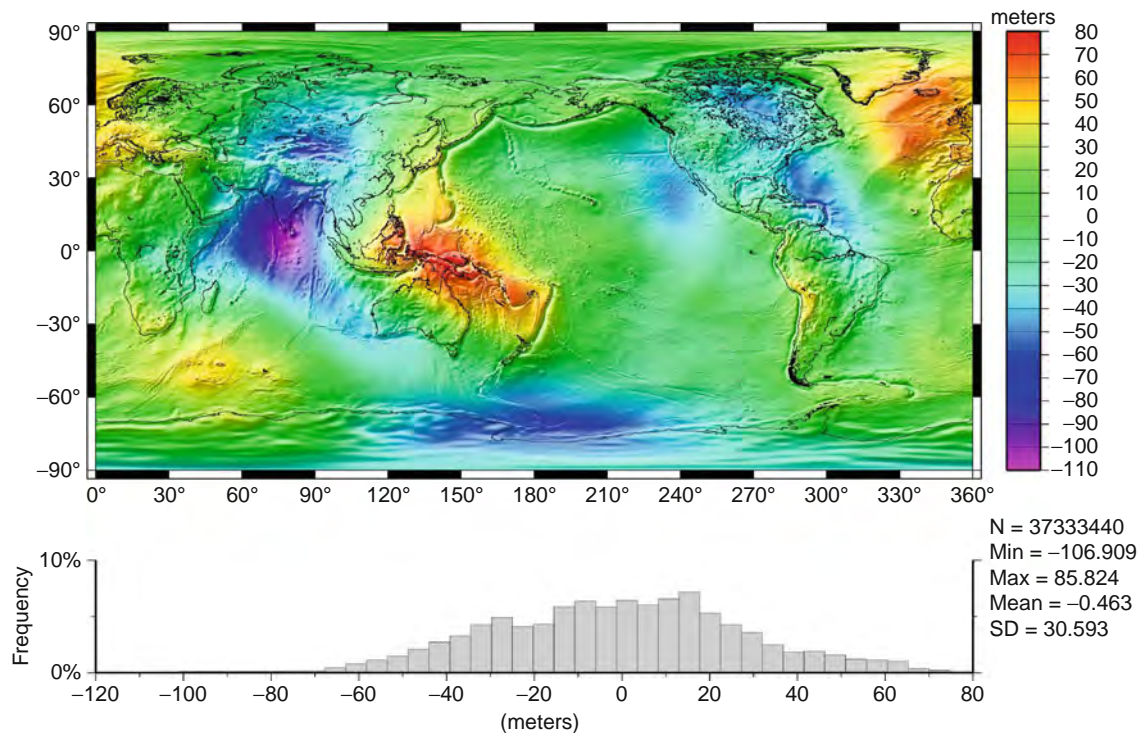 meters
90°
60°
30°
0°
−30°
−60°
−90°
0° 30° 60° 90° 120° 150° 180° 210° 240° 270° 300° 330° 360°
80
70
60
50
40
30
20
10
0
−10
−20
−30
−40
−50
−60
−70
−80
−90
−100
−110
10%
Frequency
0%
−120 −100 −80 −60 −40 −20 0 20 40 60 80
(meters)
N = 37333440
Min = −106.909
Max = 85.824
Mean = −0.463
SD = 30.593